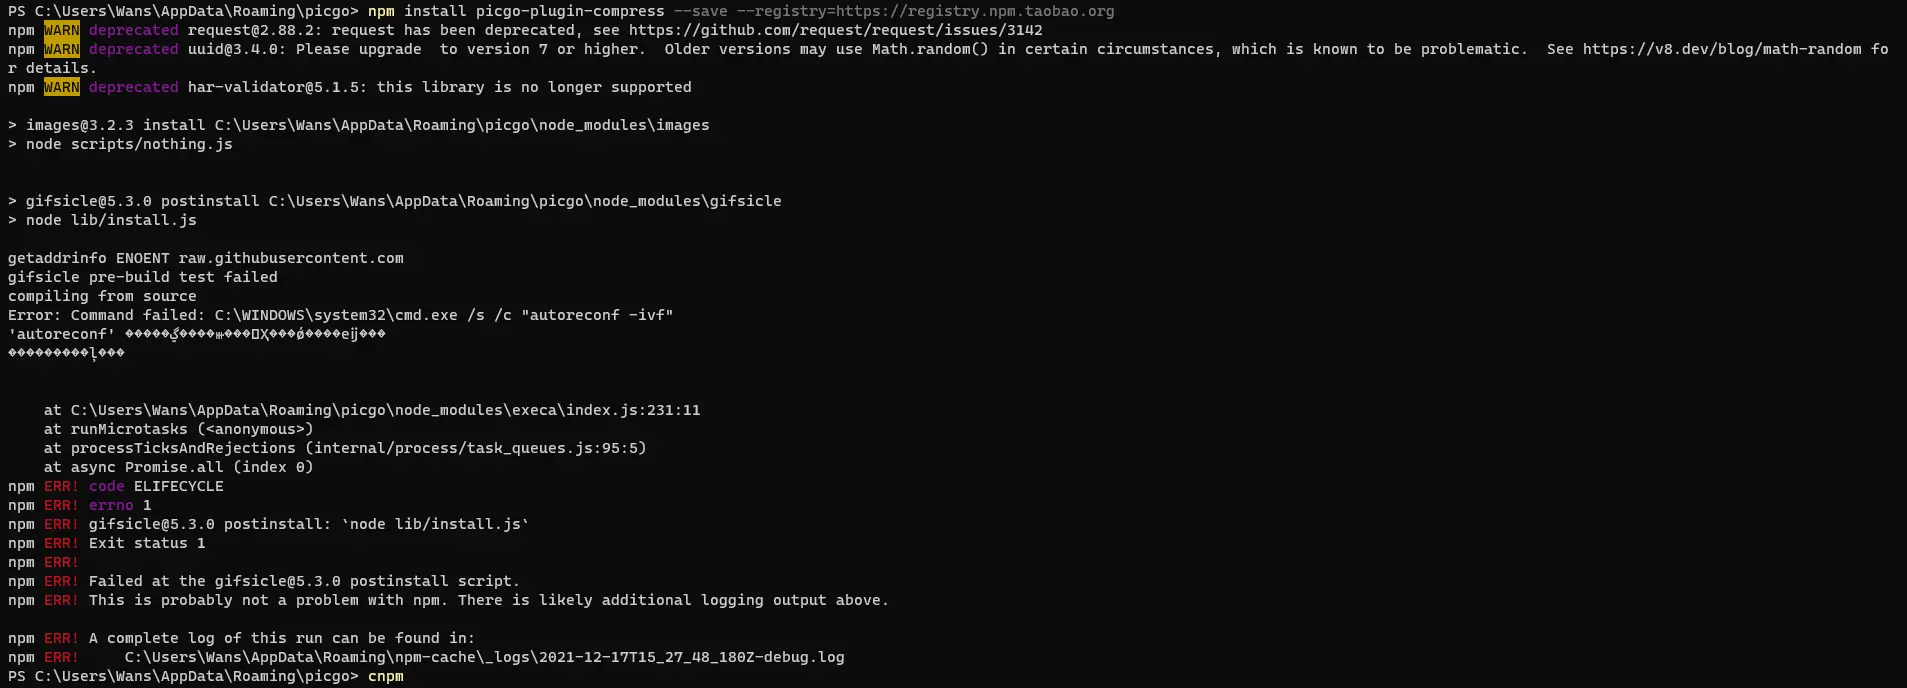 PS C:\Users\Wans\AppData\Roaming\picgo> npm install picgo-plugin-compress --save --registry=https://registry.npm.taobao.org
npm WARN deprecated request@2.88.2: request has been deprecated, see https://github.com/request/request/issues/3142
npm WARN deprecated uuid@3.4.0: Please upgrade  to version 7 or higher.  Older versions may use Math.random() in certain circumstances, which is known to be problematic.  See https://v8.dev/blog/math-random fo
r details.
npm WARN deprecated har-validator@5.1.5: this library is no longer supported
> images@3.2.3 install C:\Users\Wans\AppData\Roaming\picgo\node_modules\images
> node scripts/nothing.js
> gifsicle@5.3.0 postinstall C:\Users\Wans\AppData\Roaming\picgo\node_modules\gifsicle
> node lib/install.js
getaddrinfo ENOENT raw.githubusercontent.com
gifsicle pre-build test failed
compiling from source
Error: Command failed: C:\WINDOWS\system32\cmd.exe /s /c "autoreconf -ivf"
'autoreconf'
    at C:\Users\Wans\AppData\Roaming\picgo\node_modules\execa\index.js:231:11
    at runMicrotasks (<anonymous>)
    at processTicksAndRejections (internal/process/task_queues.js:95:5)
    at async Promise.all (index 0)
npm ERR! code ELIFECYCLE
npm ERR! errno 1
npm ERR! gifsicle@5.3.0 postinstall: `node lib/install.js`
npm ERR! Exit status 1
npm ERR!
npm ERR! Failed at the gifsicle@5.3.0 postinstall script.
npm ERR! This is probably not a problem with npm. There is likely additional logging output above.
npm ERR! A complete log of this run can be found in:
npm ERR!     C:\Users\Wans\AppData\Roaming\npm-cache\_logs\2021-12-17T15_27_48_180Z-debug.log
PS C:\Users\Wans\AppData\Roaming\picgo> cnpm